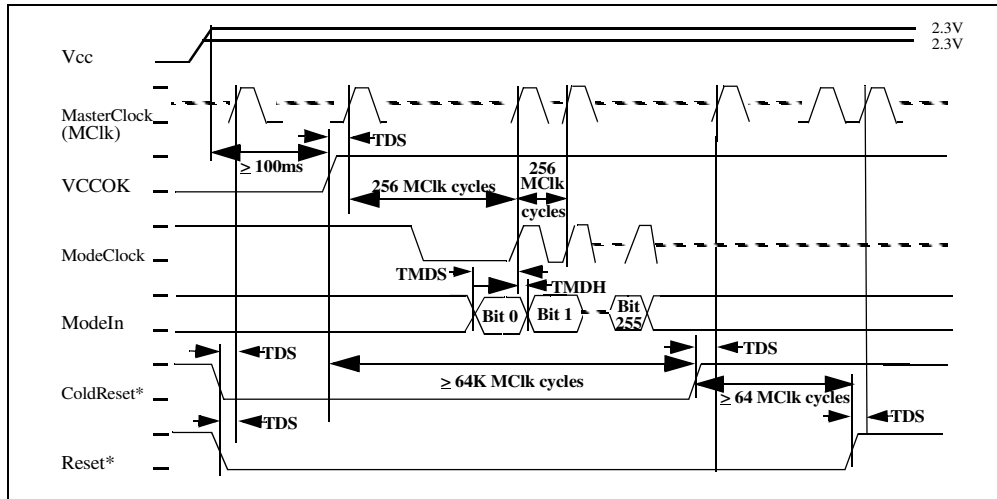 2.3V
2.3V
Vcc
MasterClock
(MClk)
TDS
≥ 100ms
VCCOK
256 MClk cycles
256
MClk
cycles
ModeClock
TMDS
TMDH
ModeIn
Bit 0
Bit 1
Bit
255
TDS
TDS
ColdReset*
≥ 64K MClk cycles
≥ 64 MClk cycles
TDS
TDS
Reset*